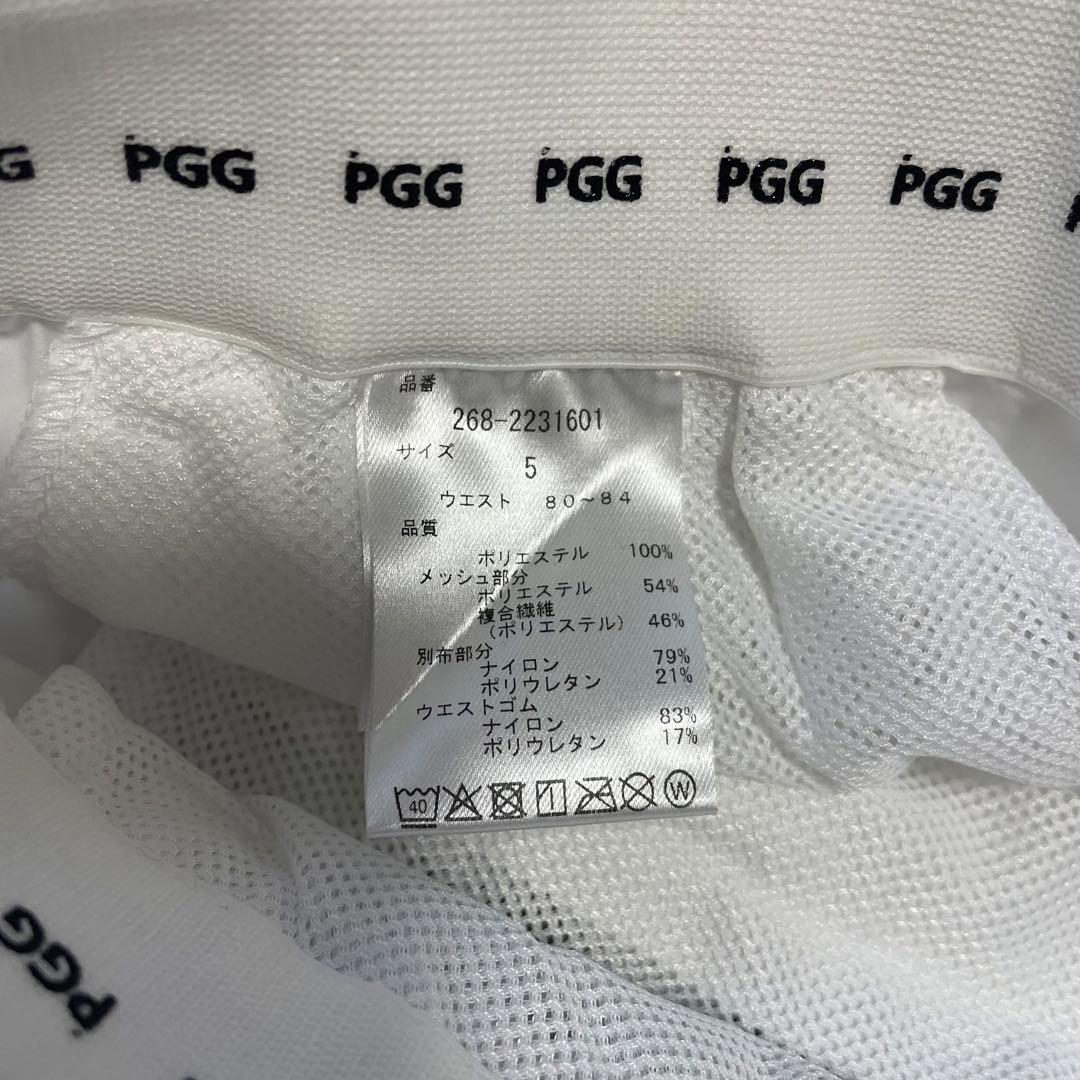 PGG PGG PGG PGG PGG
品番
268-2231601
サイズ
5
ウエスト 80~84
品質
ポリエステル 100%
メッシュ部分
ポリエステル 54%
複合繊維
(ポリエステル) 46%
別布部分
ナイロン 79%
ポリウレタン 21%
ウエストゴム
ナイロン 83%
ポリウレタン 17%
40
W
PGG